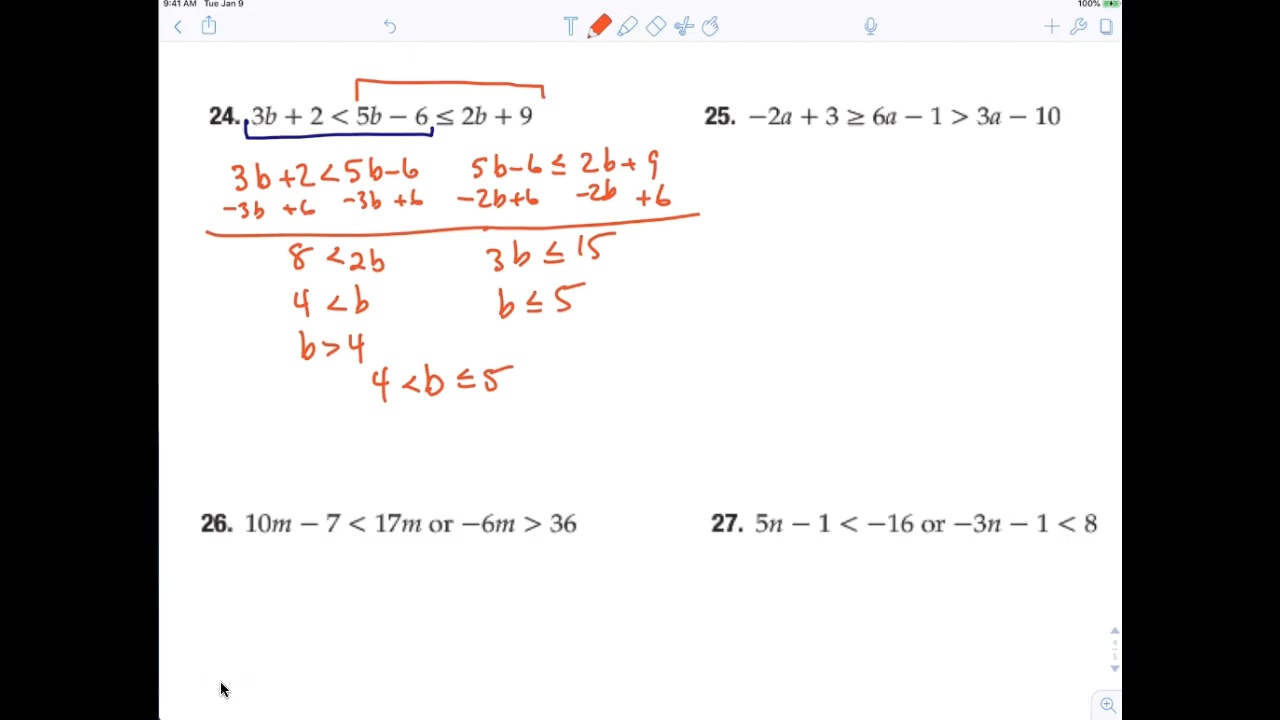 9:41 AM Tue Jan 9
100%
T
24. 3b + 2 < 5b − 6 ≤ 2b + 9
25. −2a + 3 ≥ 6a − 1 > 3a − 10
3b +2 < 5b-6 5b-6 ≤ 2b+ 9
-3b +6 -3b +6 -2b+6 -2b +6
8 < 2b 3b ≤ 15
4 < b b ≤ 5
b > 4
4 < b ≤ 5
26. 10m − 7 < 17m or −6m > 36
27. 5n − 1 < −16 or −3n − 1 < 8